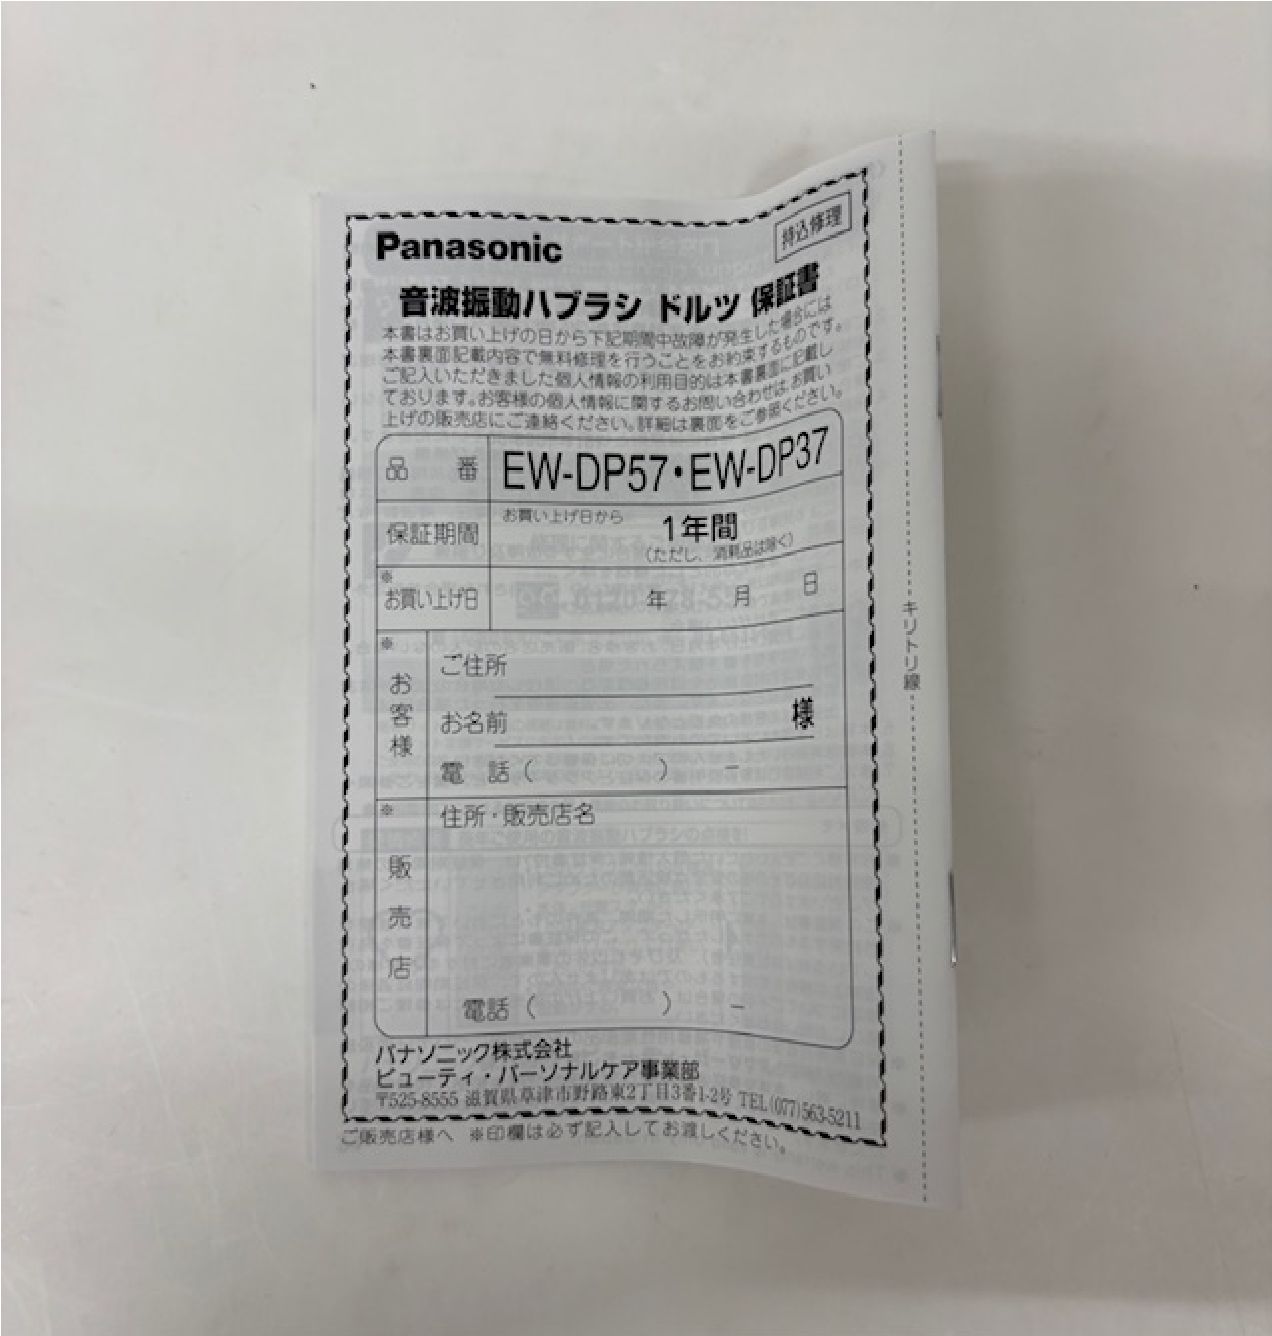 Panasonic
持込修理
音波振動ハブラシ ドルツ 保証書
本書はお買い上げの日から下記期間中故障が発生した場合には
本書裏面記載内容で無料修理を行うことをお約束するものです。
ご記入いただきました個人情報の利用目的は本書裏面に記載し
ております。お客様の個人情報に関するお問い合わせは、お買い
上げの販売店にご連絡ください。詳細は裏面をご参照ください。
品 番 EW-DP57・EW-DP37
保証期間 お買い上げ日から 1年間
(ただし、消耗品は除く)
※お買い上げ日 年 月 日
※お客様
ご住所
お名前 様
電 話 ( ) －
※販売店
住所・販売店名
電話 ( ) －
パナソニック株式会社
ビューティ・パーソナルケア事業部
〒525-8555 滋賀県草津市野路東2丁目3番1-2号 TEL(077)563-5211
ご販売店様へ ※印欄は必ず記入してお渡しください。
キリトリ線